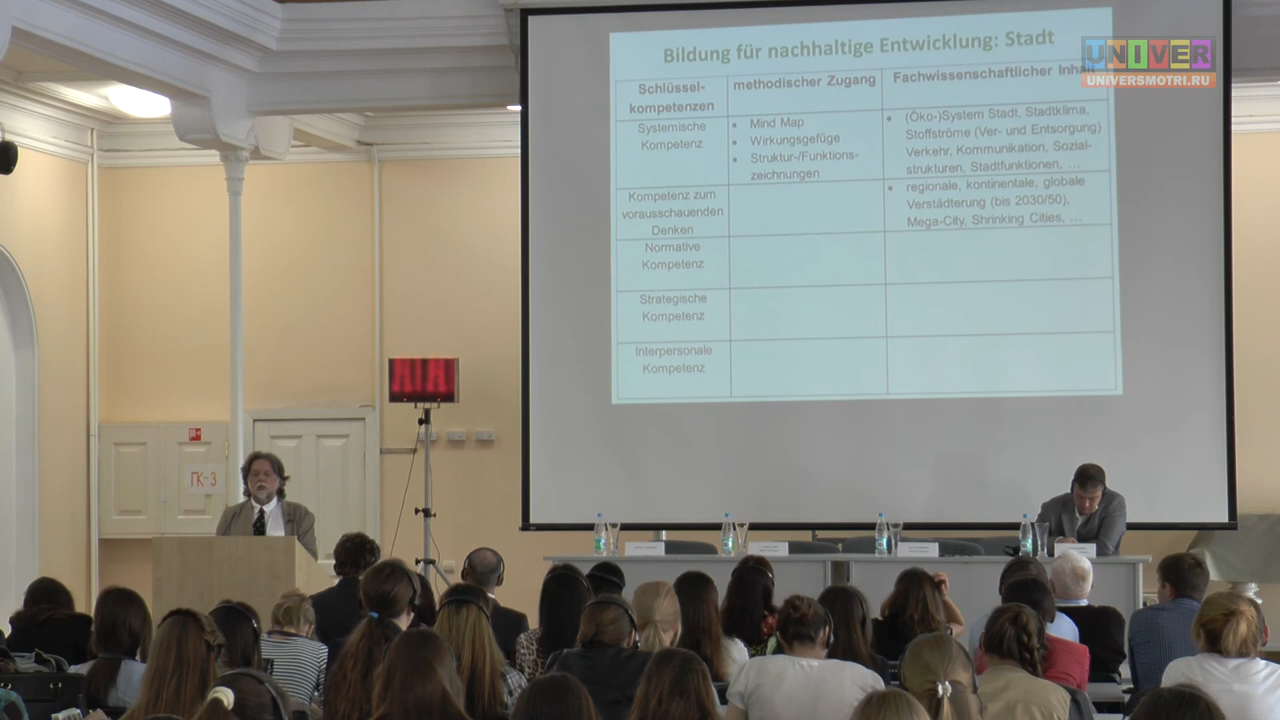 UNIVER
UNIVERSMOTRI.RU
Bildung für nachhaltige Entwicklung: Stadt
Schlüssel-
kompetenzen
methodischer Zugang
Fachwissenschaftlicher Inhalt
Systemische
Kompetenz
• Mind Map
• Wirkungsgefüge
• Struktur-/Funktions-
zeichnungen
• (Öko-)System Stadt, Stadtklima,
Stoffströme (Ver- und Entsorgung)
Verkehr, Kommunikation, Sozial-
strukturen, Stadtfunktionen, ...
Kompetenz zum
vorausschauenden
Denken
• regionale, kontinentale, globale
Verstädterung (bis 2030/50),
Mega-City, Shrinking Cities, ...
Normative
Kompetenz
Strategische
Kompetenz
Interpersonale
Kompetenz
ГК-3